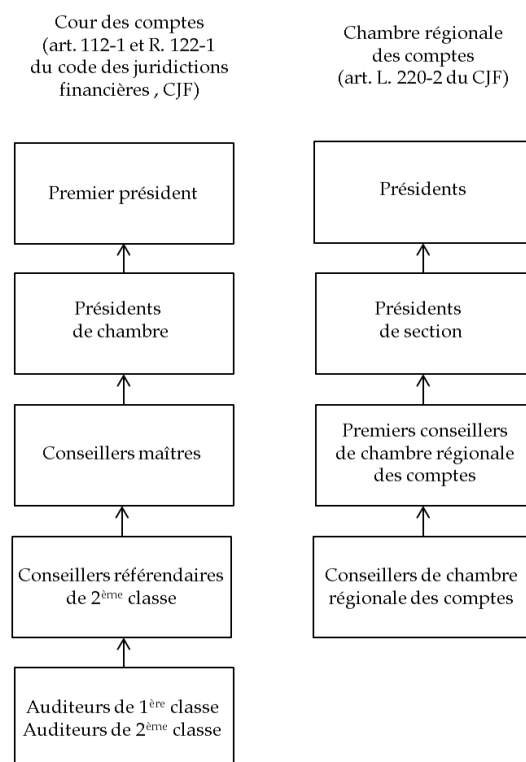 Cour des comptes
(art. 112-1 et R. 122-1
du code des juridictions
financières , CJF)
Premier président
Présidents
de chambre
Conseillers maîtres
Conseillers référendaires
de 2ème classe
Auditeurs de 1ère classe
Auditeurs de 2ème classe
Chambre régionale
des comptes
(art. L. 220-2 du CJF)
Présidents
Présidents
de section
Premiers conseillers
de chambre régionale
des comptes
Conseillers de chambre
régionale des comptes